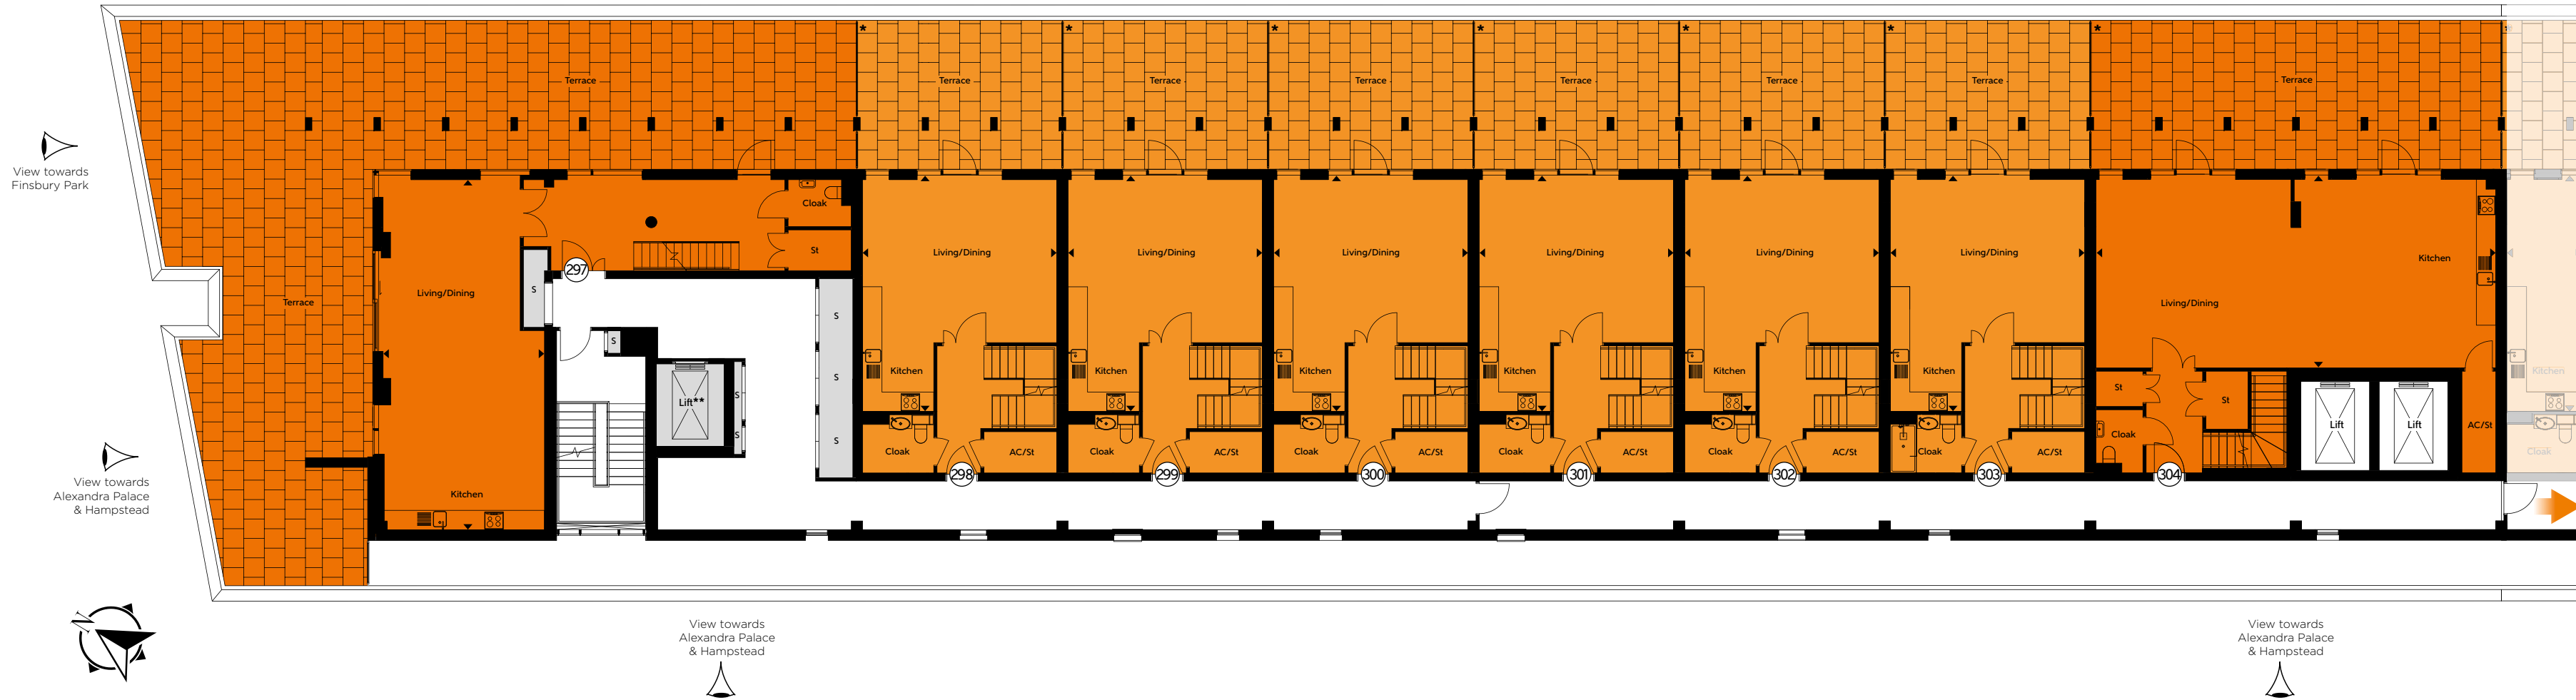 *
*
*
*
*
*
*
Terrace
Terrace
Terrace
Terrace
Terrace
Terrace
Terrace
Terrace
View towards
Finsbury Park
Cloak
St
Living/Dining
Living/Dining
Living/Dining
Living/Dining
Living/Dining
Living/Dining
Kitchen
297
S
Living/Dining
Terrace
Living/Dining
S
S
S
Lift**
S
S
S
Kitchen
Kitchen
Kitchen
Kitchen
Kitchen
Kitchen
Kitchen
St
St
Cloak
Lift
Lift
AC/St
Cloak
AC/St
Cloak
AC/St
Cloak
AC/St
Cloak
AC/St
Cloak
AC/St
Cloak
AC/St
Cloak
298
299
300
301
302
303
304
View towards
Alexandra Palace
& Hampstead
Kitchen
N
View towards
Alexandra Palace
& Hampstead
View towards
Alexandra Palace
& Hampstead